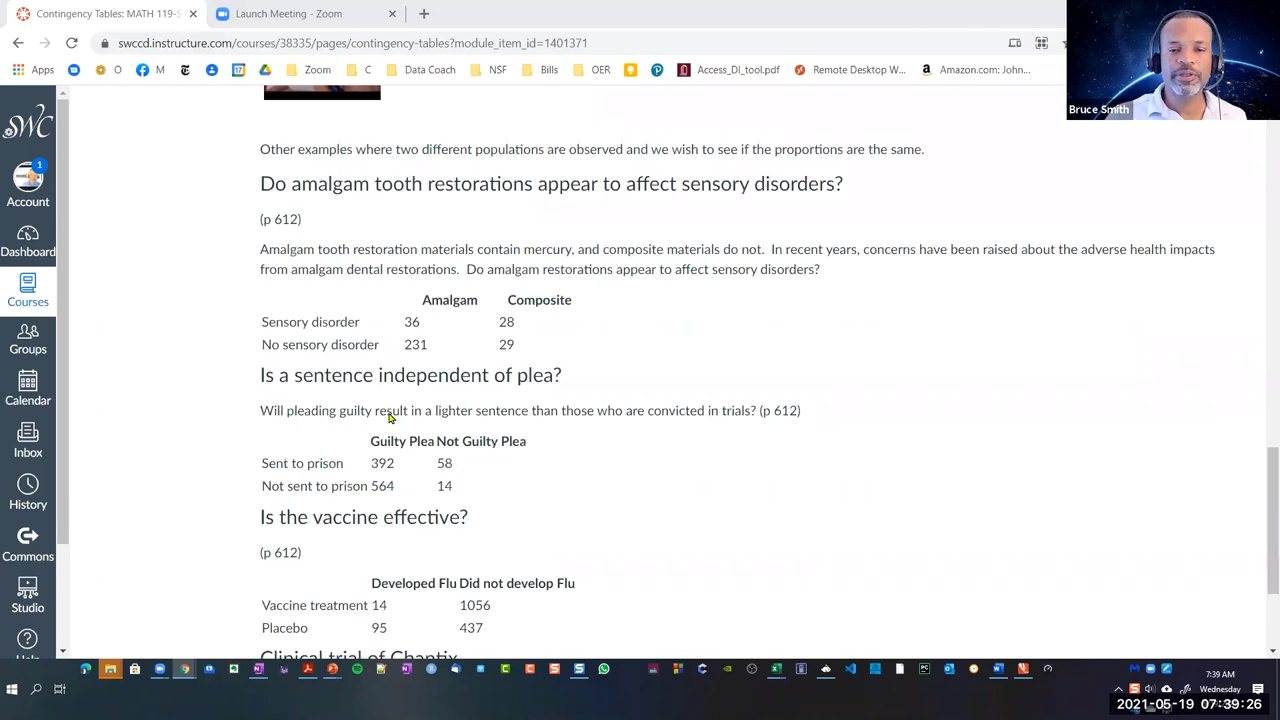 Contingency Tables: MATH 119-S
Launch Meeting - Zoom
swccd.instructure.com/courses/38335/pages/contingency-tables?module_item_id=1401371
Apps O M Zoom C Data Coach NSF Bills OER Access_DI_tool.pdf Remote Desktop W... Amazon.com: John...
Bruce Smith
SWC
1
Account
Dashboard
Courses
Groups
Calendar
Inbox
History
Commons
Studio
Help
Other examples where two different populations are observed and we wish to see if the proportions are the same.
Do amalgam tooth restorations appear to affect sensory disorders?
(p 612)
Amalgam tooth restoration materials contain mercury, and composite materials do not. In recent years, concerns have been raised about the adverse health impacts
from amalgam dental restorations. Do amalgam restorations appear to affect sensory disorders?
Amalgam Composite
Sensory disorder 36 28
No sensory disorder 231 29
Is a sentence independent of plea?
Will pleading guilty result in a lighter sentence than those who are convicted in trials? (p 612)
Guilty Plea Not Guilty Plea
Sent to prison 392 58
Not sent to prison 564 14
Is the vaccine effective?
(p 612)
Developed Flu Did not develop Flu
Vaccine treatment 14 1056
Placebo 95 437
Clinical trial of Chantix
7:39 AM
Wednesday
2021-05-19 07:39:26